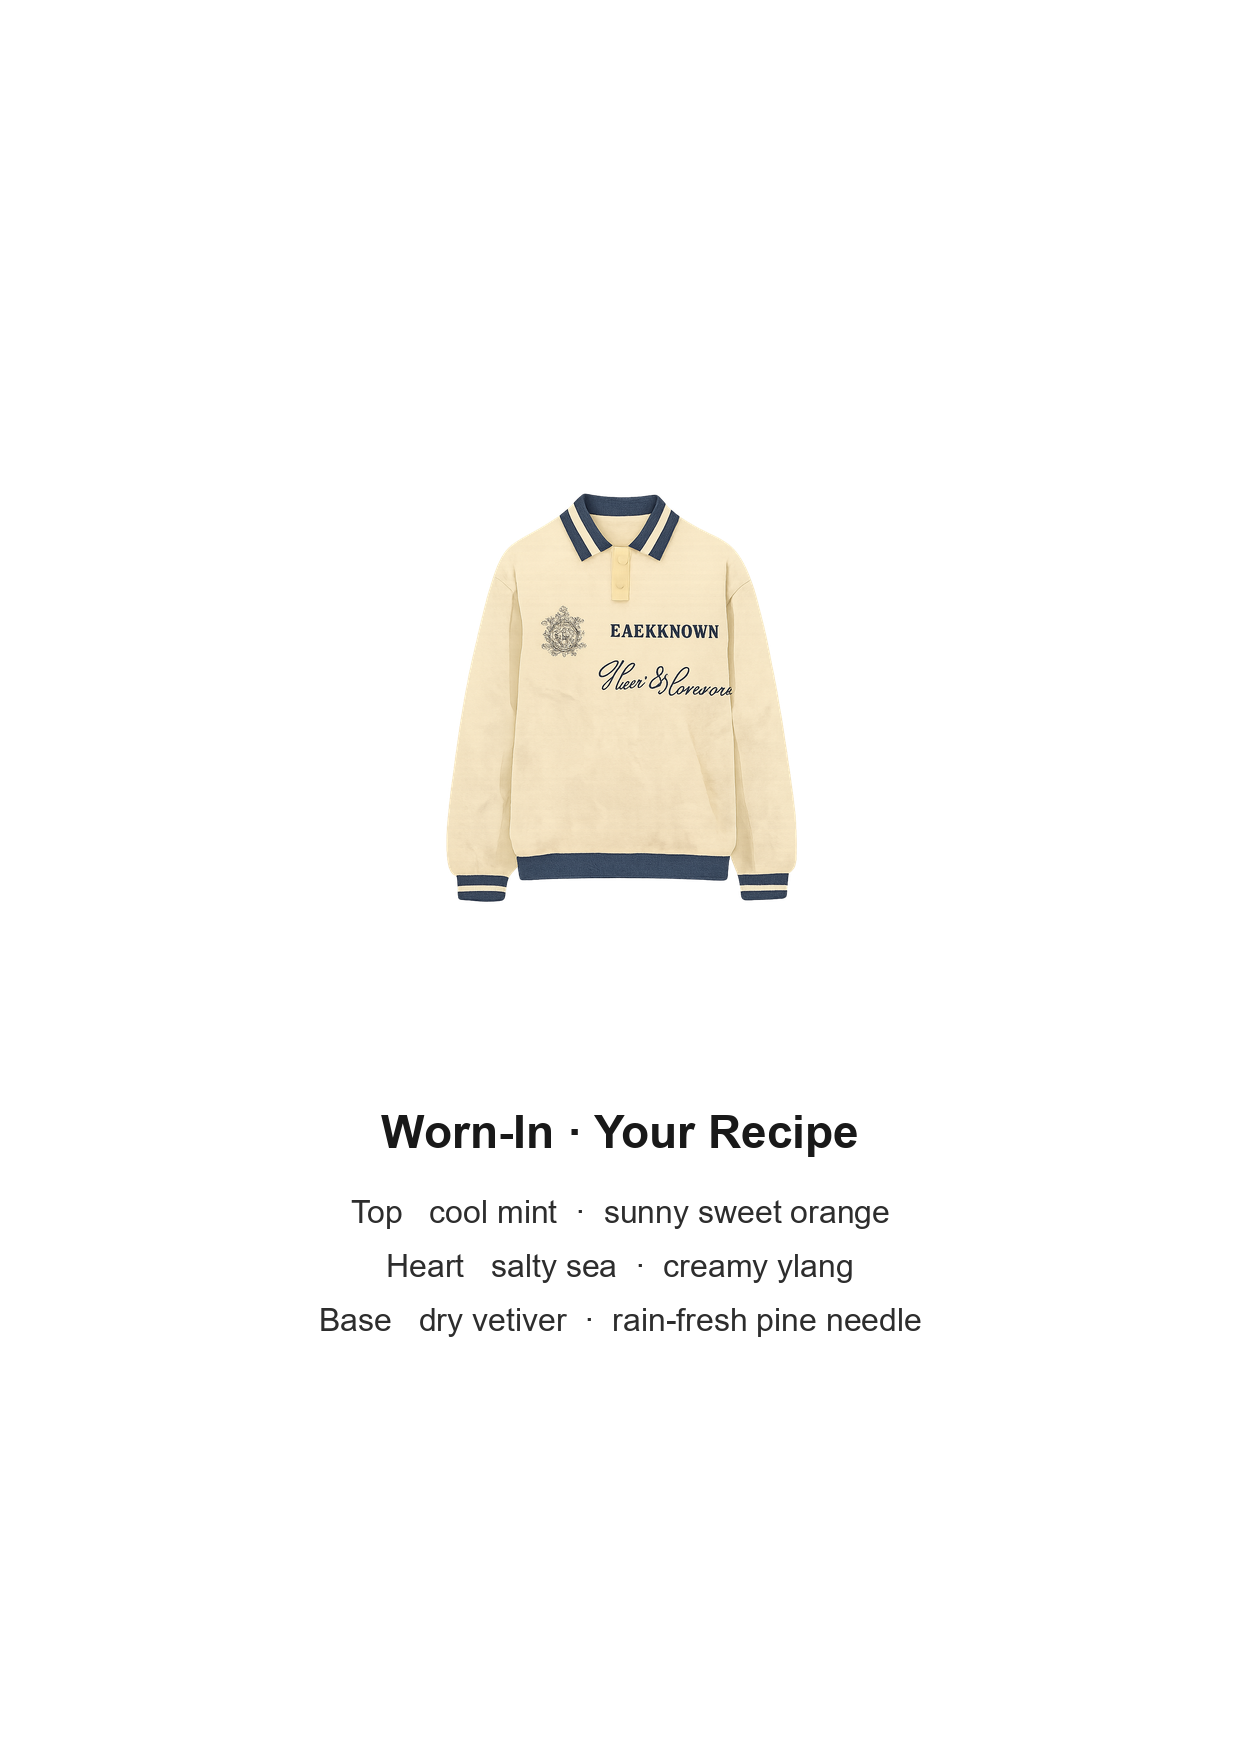 EAEKKNOWN
Worn-In · Your Recipe
Top cool mint · sunny sweet orange
Heart salty sea · creamy ylang
Base dry vetiver · rain-fresh pine needle